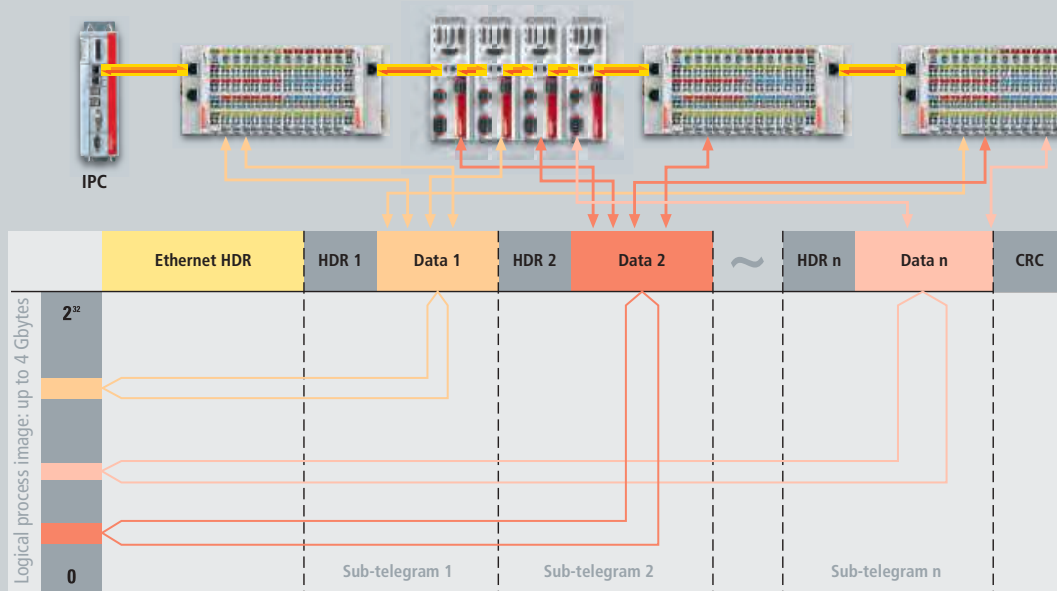 IPC
Ethernet HDR
HDR 1
Data 1
HDR 2
Data 2
~
HDR n
Data n
CRC
Logical process image: up to 4 Gbytes
2³²
0
Sub-telegram 1
Sub-telegram 2
Sub-telegram n